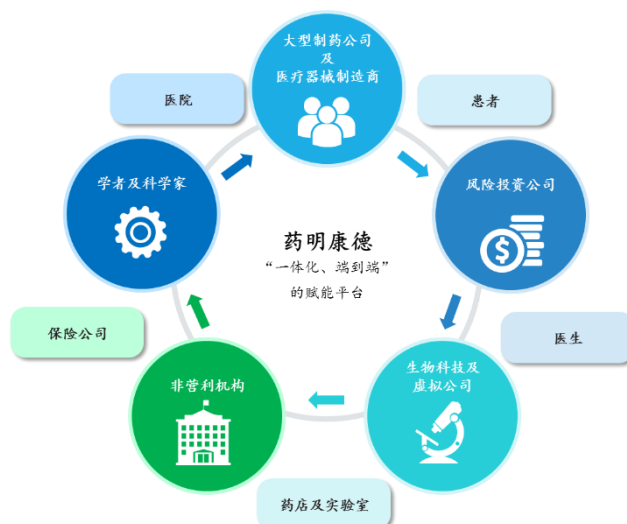 大型制药公司
及
医疗器械制造商
医院
患者
学者及科学家
风险投资公司
药明康德
“一体化、端到端”
的赋能平台
保险公司
医生
非营利机构
生物科技及
虚拟公司
药店及实验室